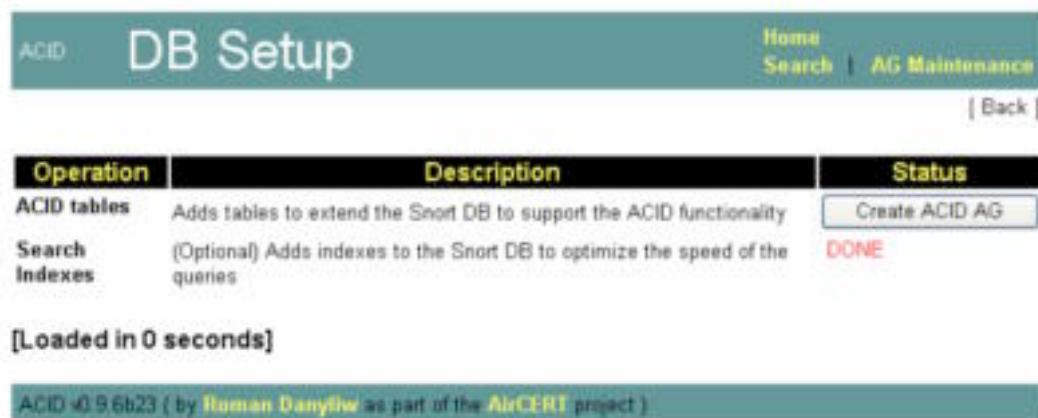 ACID DB Setup
Home
Search | AG Maintenance
[ Back ]
Operation Description Status
ACID tables Adds tables to extend the Snort DB to support the ACID functionality Create ACID AG
Search Indexes (Optional) Adds indexes to the Snort DB to optimize the speed of the queries DONE
[Loaded in 0 seconds]
ACID v0.9.6b23 ( by Roman Danyliw as part of the AirCERT project )